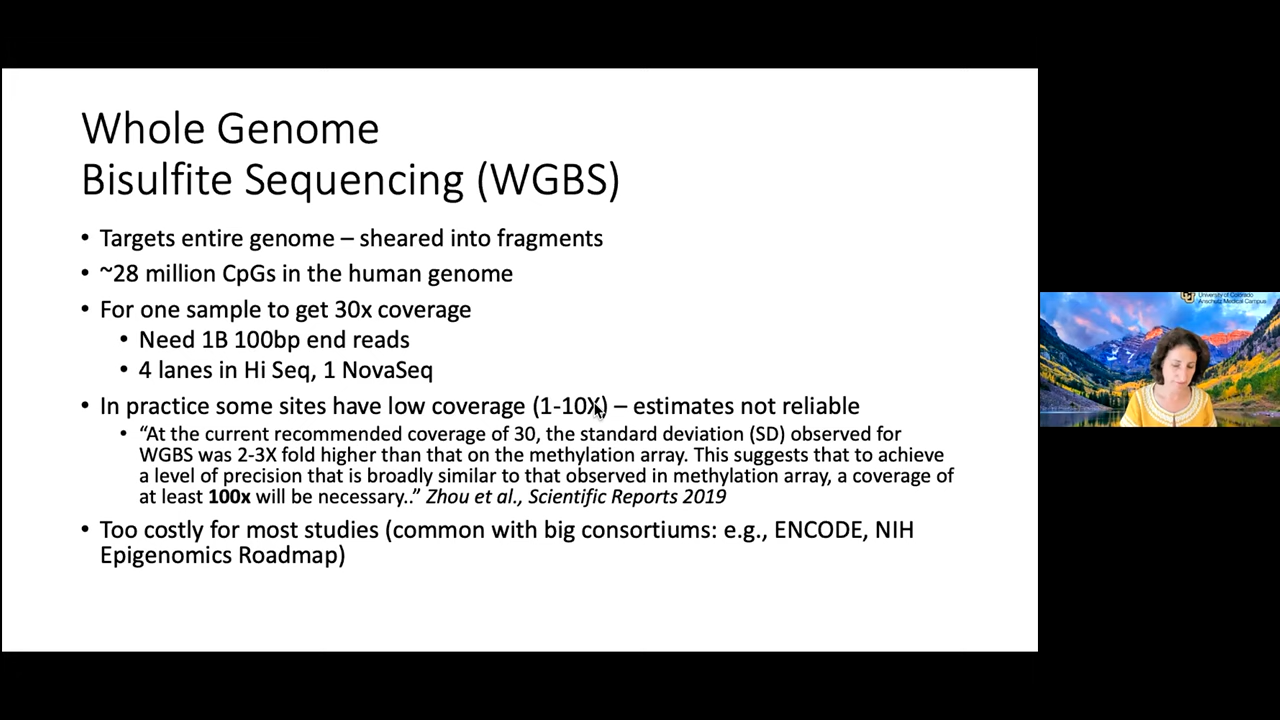 Whole Genome
Bisulfite Sequencing (WGBS)
• Targets entire genome – sheared into fragments
• ~28 million CpGs in the human genome
• For one sample to get 30x coverage
• Need 1B 100bp end reads
• 4 lanes in Hi Seq, 1 NovaSeq
• In practice some sites have low coverage (1-10X) – estimates not reliable
• “At the current recommended coverage of 30, the standard deviation (SD) observed for
WGBS was 2-3X fold higher than that on the methylation array. This suggests that to achieve
a level of precision that is broadly similar to that observed in methylation array, a coverage of
at least 100x will be necessary..” Zhou et al., Scientific Reports 2019
• Too costly for most studies (common with big consortiums: e.g., ENCODE, NIH
Epigenomics Roadmap)
University of Colorado
Anschutz Medical Campus